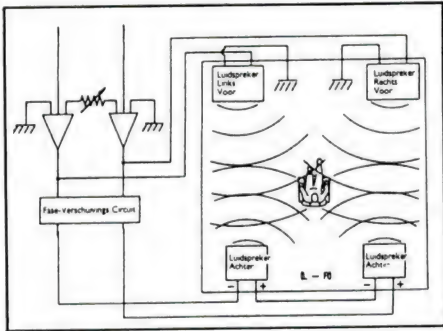 Luidspreker
Links
Voor
Luidspreker
Rechts
Voor
Fase-Verschuivings Circuit
Luidspreker
Achter
Luidspreker
Achter
− +
− +